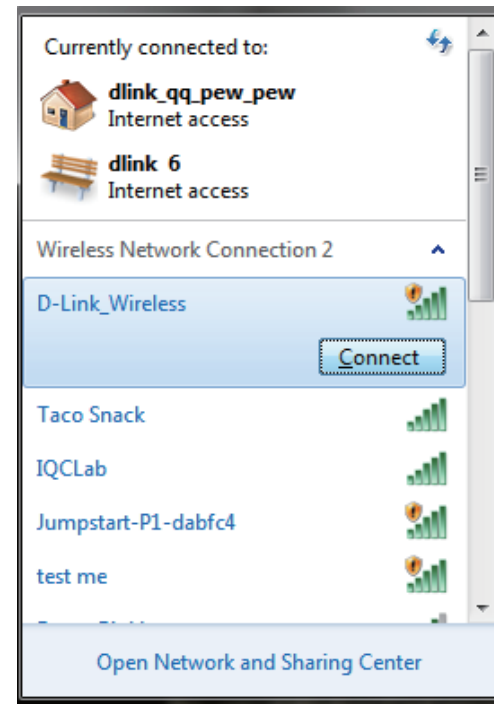 Currently connected to:
dlink_qq_pew_pew
Internet access
dlink 6
Internet access
Wireless Network Connection 2
D-Link_Wireless
Connect
Taco Snack
IQCLab
Jumpstart-P1-dabfc4
test me
Open Network and Sharing Center